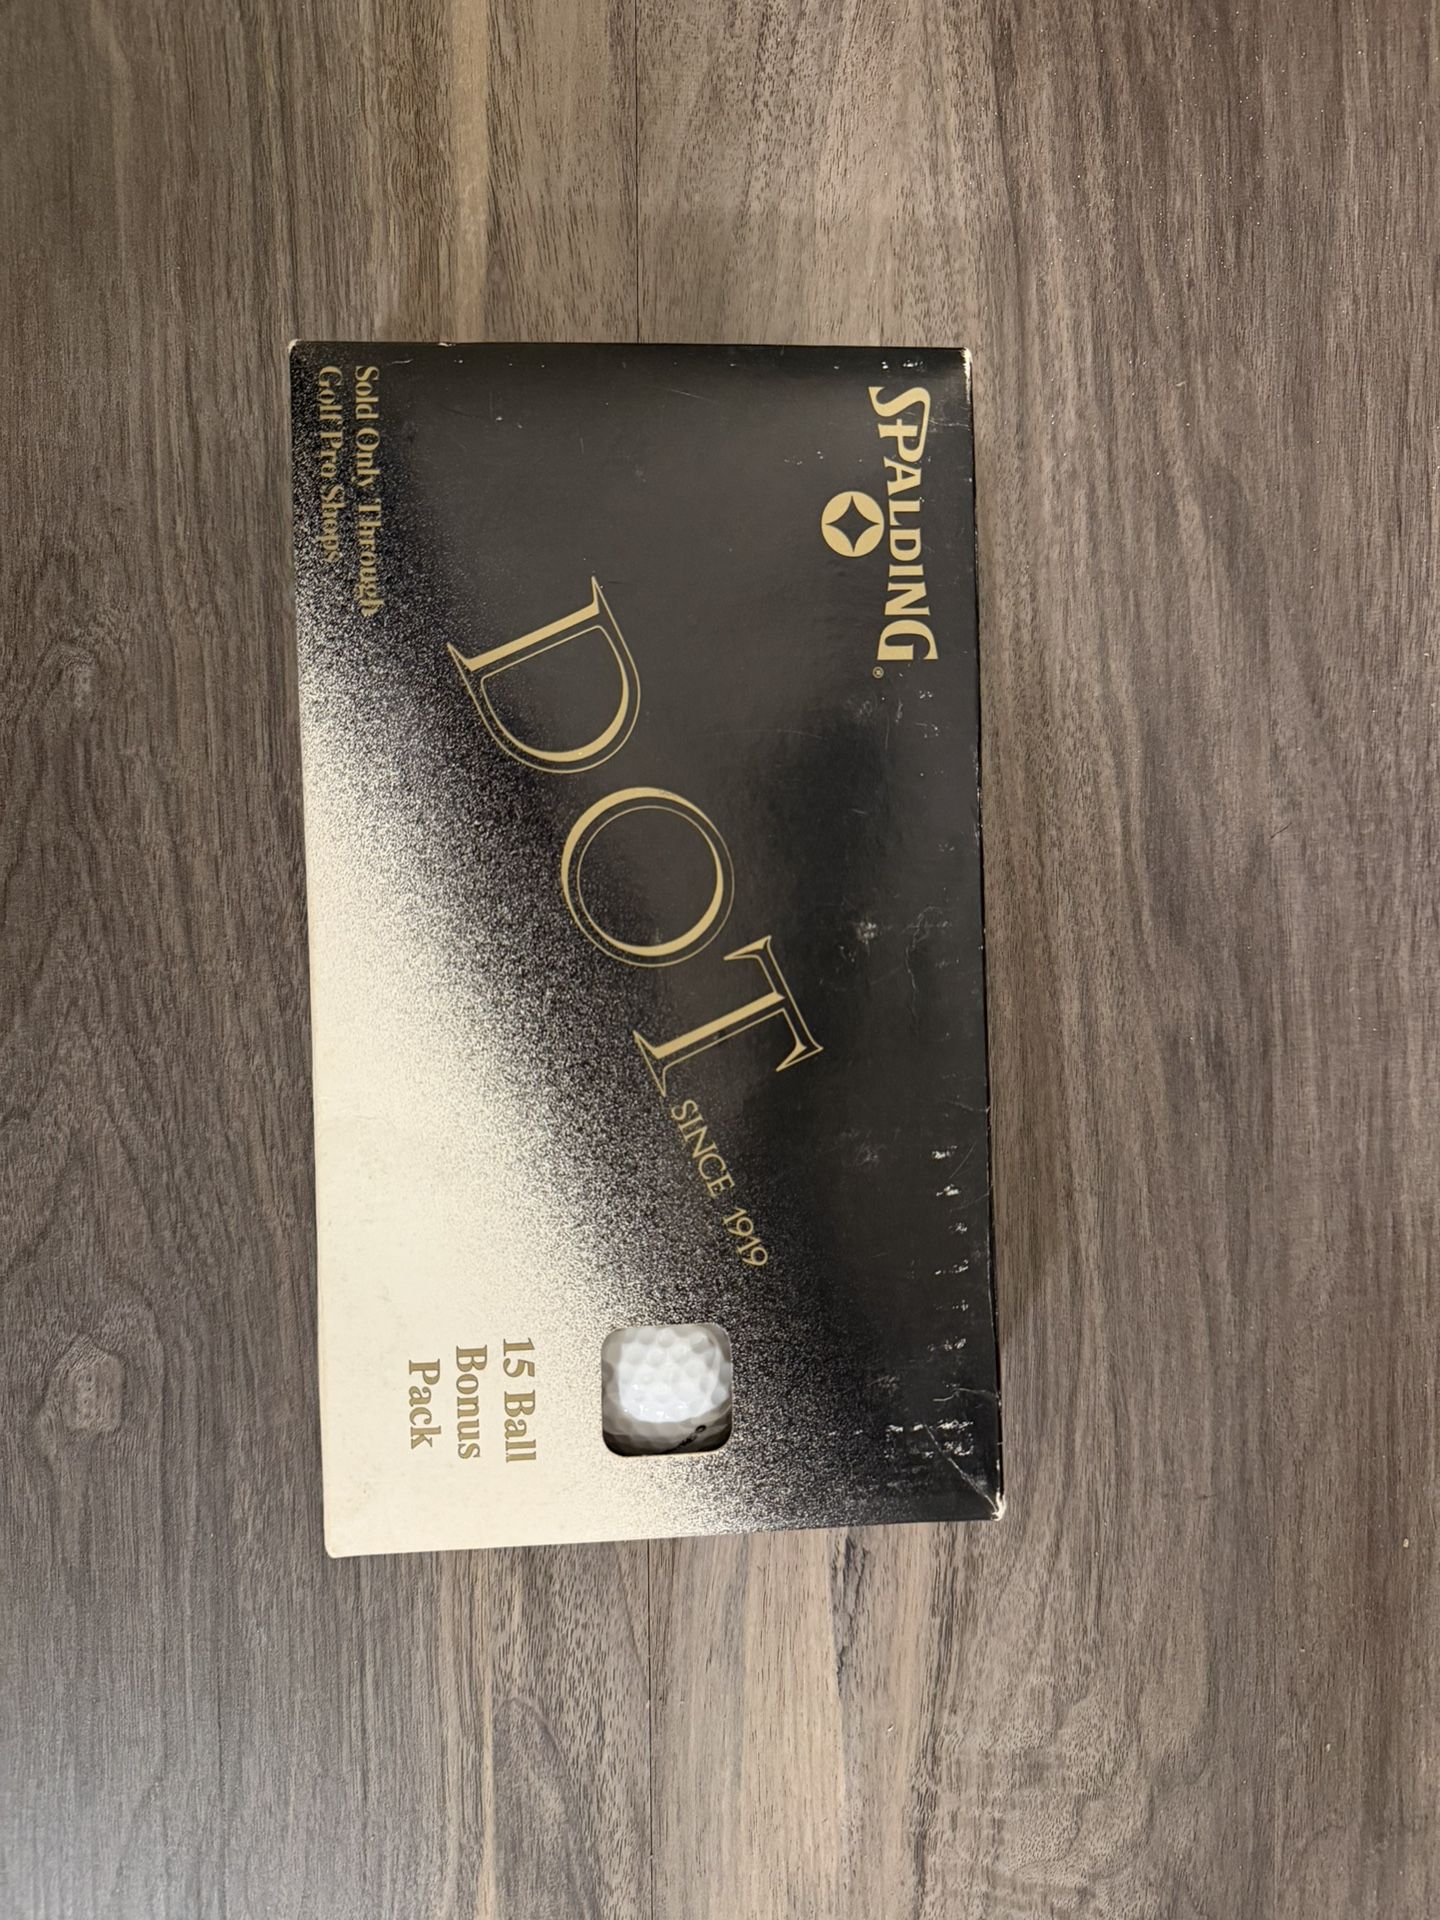 SPALDING®
DOT SINCE 1919
15 Ball
Bonus
Pack
Sold Only Through
Golf Pro Shops